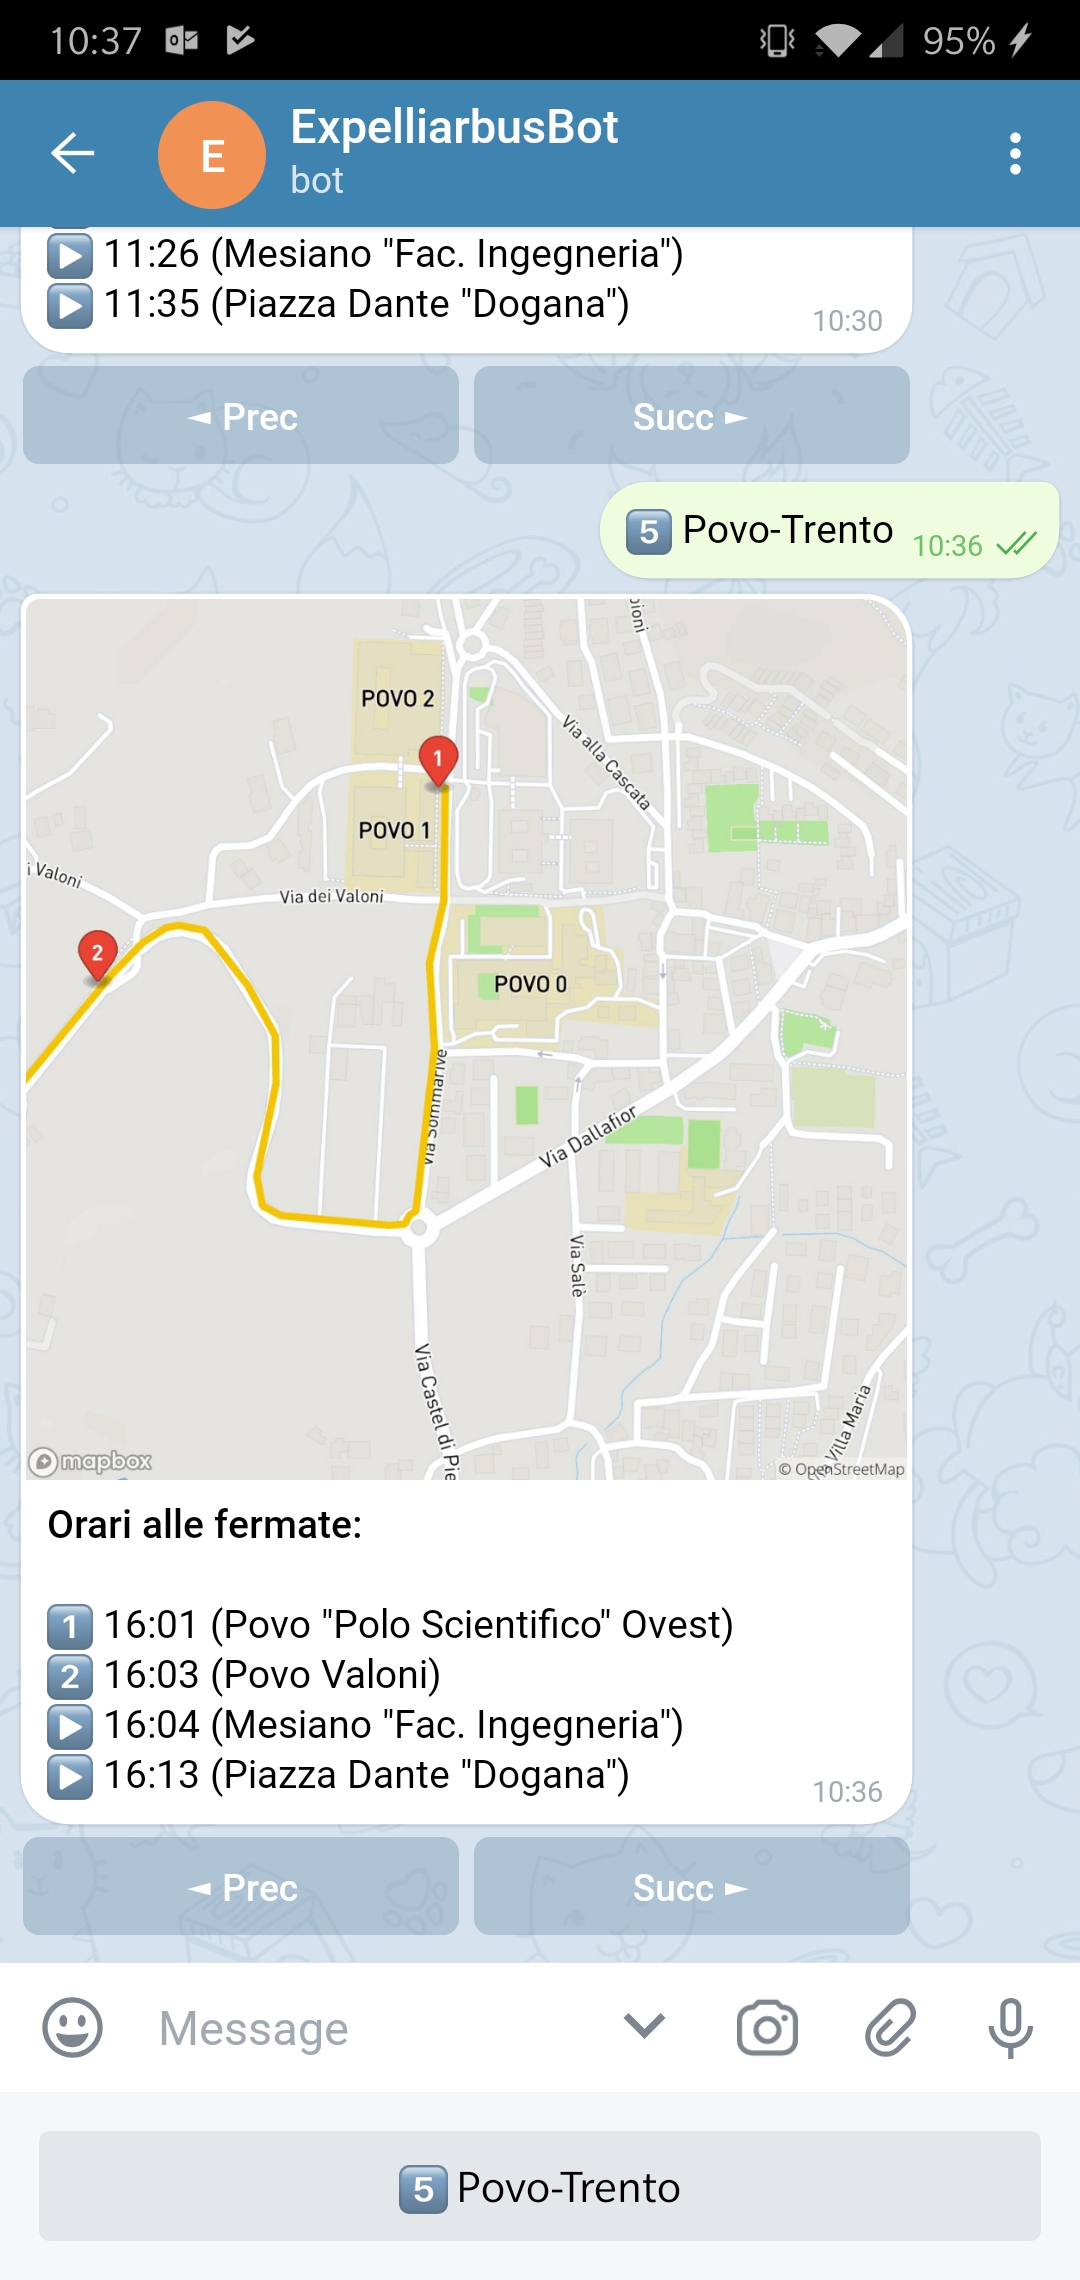 10:37
95%
E
ExpelliarbusBot
bot
11:26 (Mesiano "Fac. Ingegneria")
11:35 (Piazza Dante "Dogana")
10:30
◄ Prec
Succ ►
5 Povo-Trento
10:36
pioni
POVO 2
1
Via alla Cascata
POVO 1
i Valoni
Via dei Valoni
2
POVO 0
Via Sommarive
Via Dallafior
Via Salè
Via Castel di Pie
Villa Maria
mapbox
© OpenStreetMap
Orari alle fermate:
1 16:01 (Povo "Polo Scientifico" Ovest)
2 16:03 (Povo Valoni)
16:04 (Mesiano "Fac. Ingegneria")
16:13 (Piazza Dante "Dogana")
10:36
◄ Prec
Succ ►
Message
5 Povo-Trento